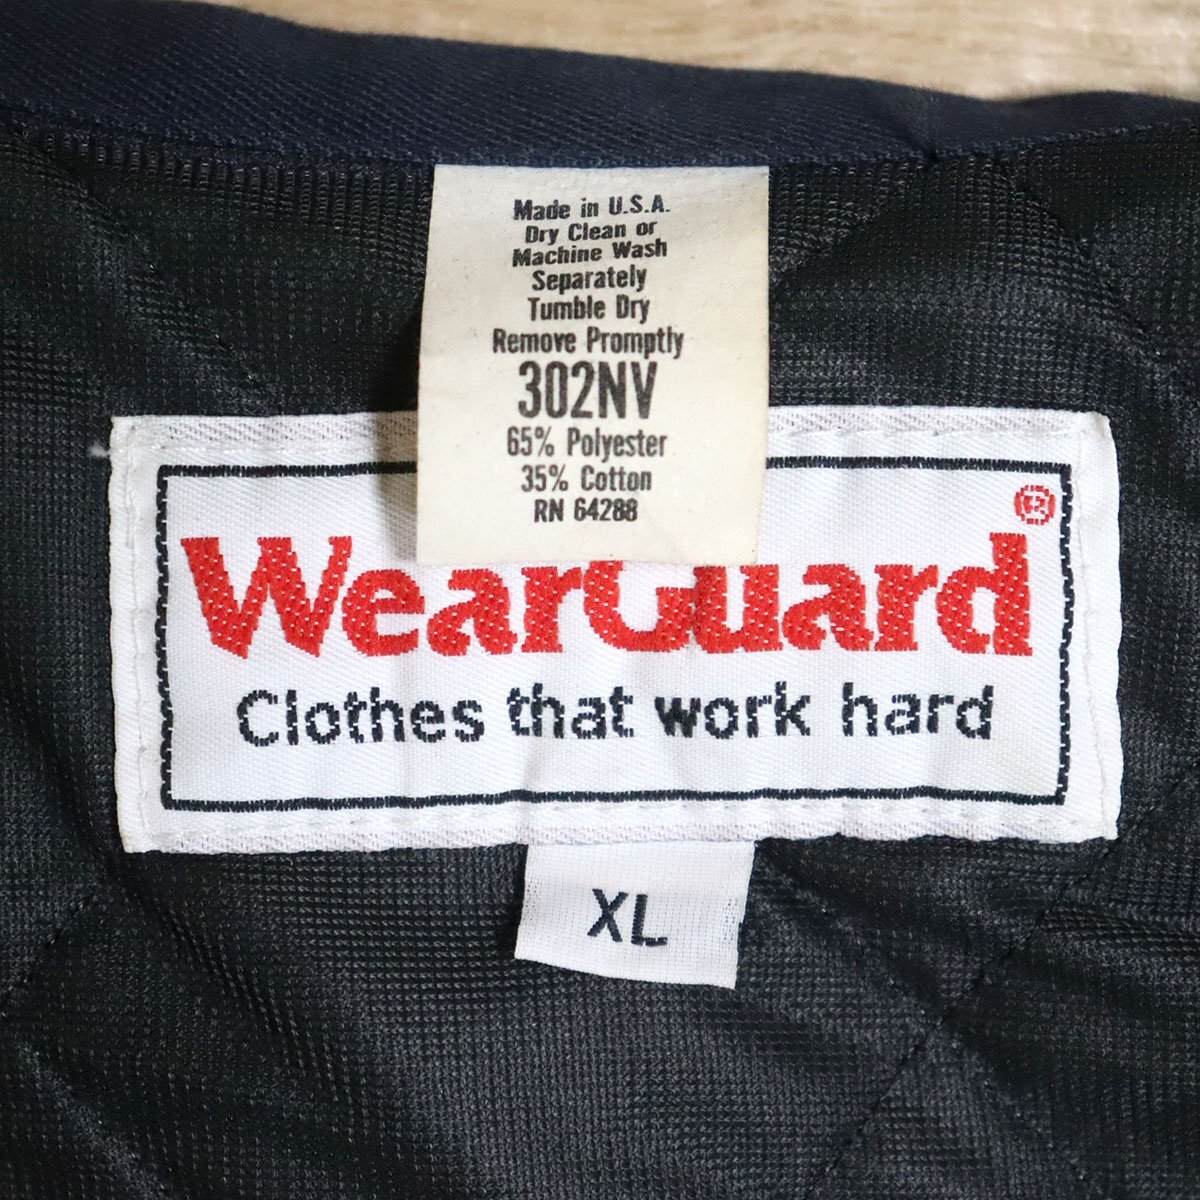 Made in U.S.A.
Dry Clean or
Machine Wash
Separately
Tumble Dry
Remove Promptly
302NV
65% Polyester
35% Cotton
RN 64288
WearGuard®
Clothes that work hard
XL